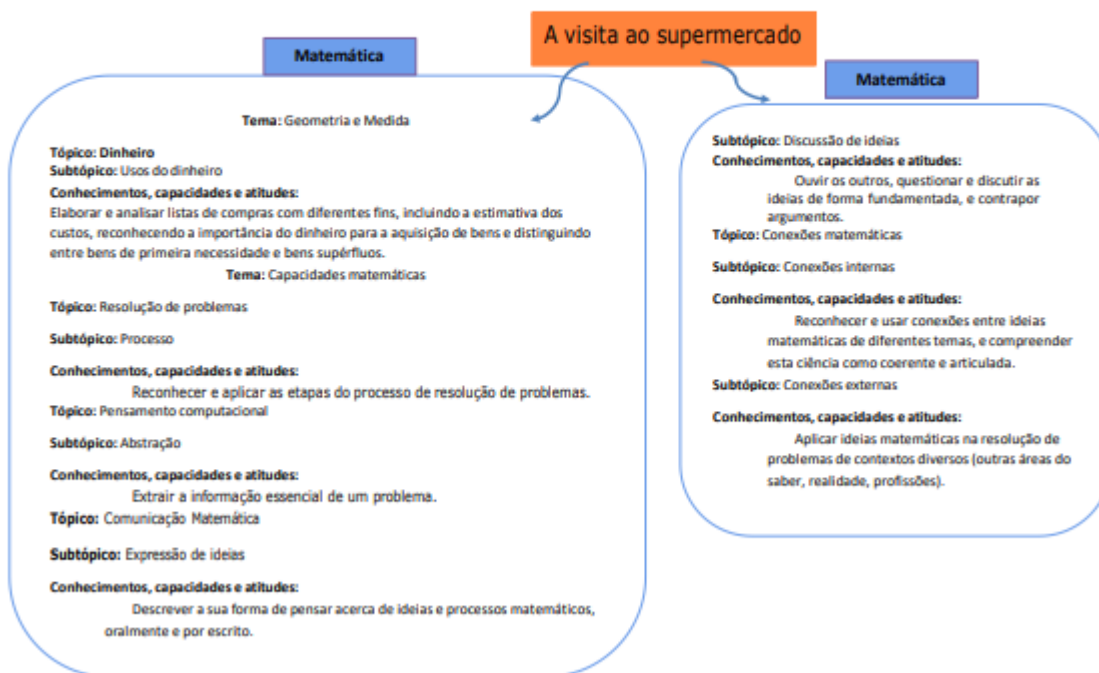 A visita ao supermercado
Matemática
Tema: Geometria e Medida
Tópico: Dinheiro
Subtópico: Usos do dinheiro
Conhecimentos, capacidades e atitudes:
Elaborar e analisar listas de compras com diferentes fins, incluindo a estimativa dos
custos, reconhecendo a importância do dinheiro para a aquisição de bens e distinguindo
entre bens de primeira necessidade e bens supérfluos.
Tema: Capacidades matemáticas
Tópico: Resolução de problemas
Subtópico: Processo
Conhecimentos, capacidades e atitudes:
Reconhecer e aplicar as etapas do processo de resolução de problemas.
Tópico: Pensamento computacional
Subtópico: Abstração
Conhecimentos, capacidades e atitudes:
Extrair a informação essencial de um problema.
Tópico: Comunicação Matemática
Subtópico: Expressão de ideias
Conhecimentos, capacidades e atitudes:
Descrever a sua forma de pensar acerca de ideias e processos matemáticos,
oralmente e por escrito.
Matemática
Subtópico: Discussão de ideias
Conhecimentos, capacidades e atitudes:
Ouvir os outros, questionar e discutir as
ideias de forma fundamentada, e contrapor
argumentos.
Tópico: Conexões matemáticas
Subtópico: Conexões internas
Conhecimentos, capacidades e atitudes:
Reconhecer e usar conexões entre ideias
matemáticas de diferentes temas, e compreender
esta ciência como coerente e articulada.
Subtópico: Conexões externas
Conhecimentos, capacidades e atitudes:
Aplicar ideias matemáticas na resolução de
problemas de contextos diversos (outras áreas do
saber, realidade, profissões).